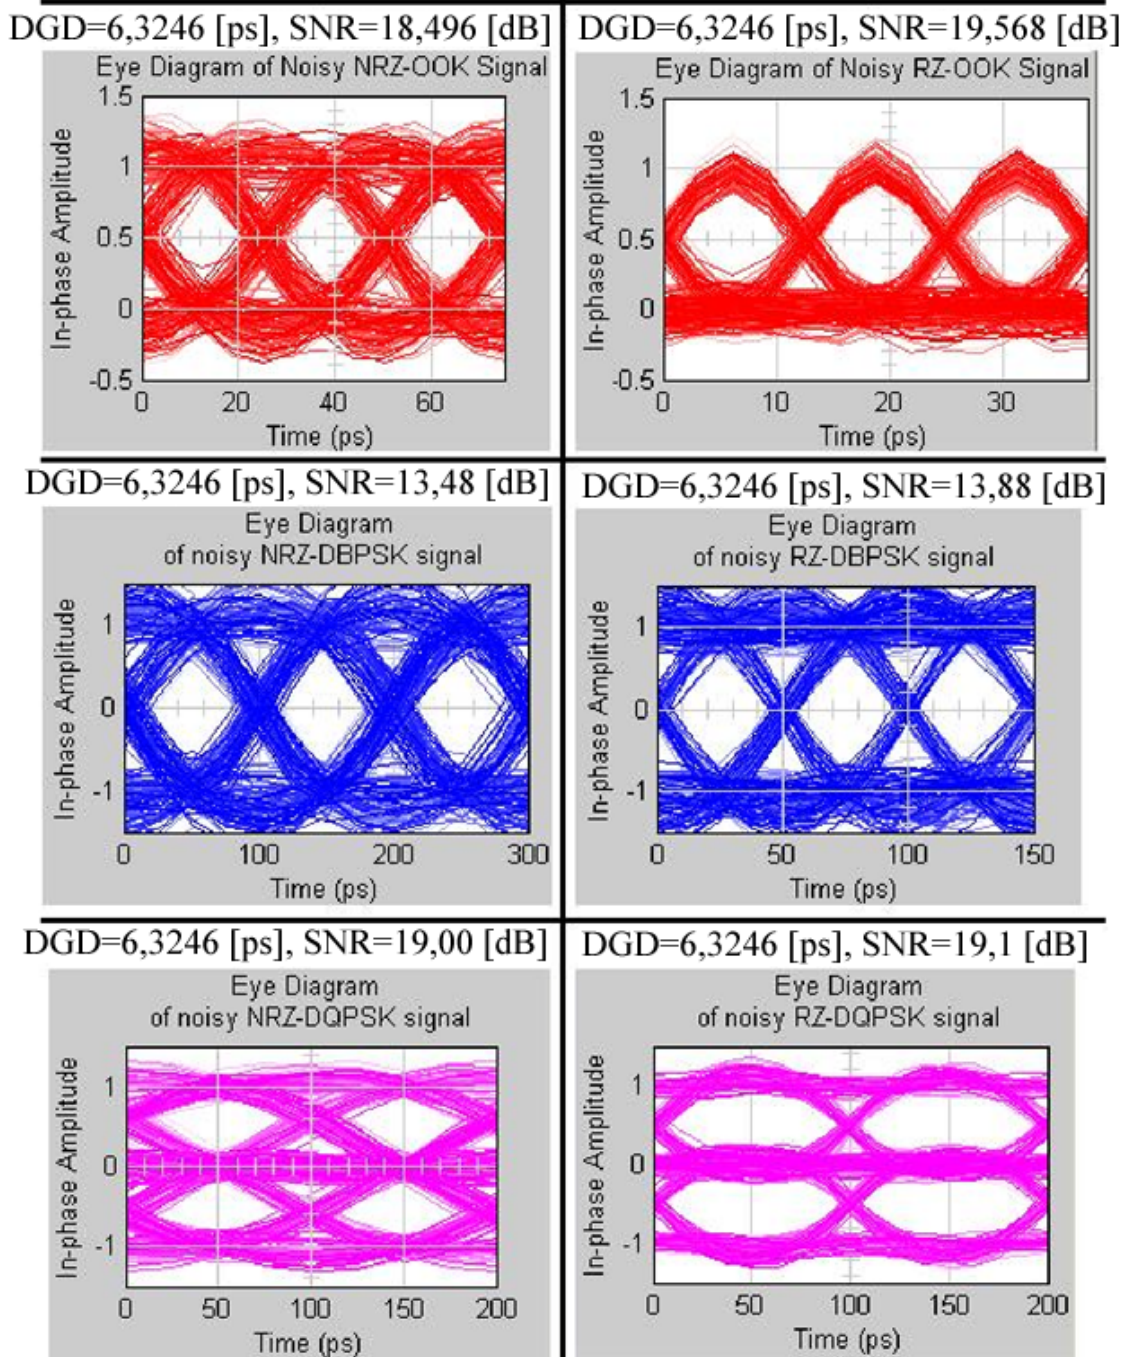 DGD=6,3246 [ps], SNR=18,496 [dB]
Eye Diagram of Noisy NRZ-OOK Signal
1.5
1
0.5
0
-0.5
In-phase Amplitude
0 20 40 60
Time (ps)
DGD=6,3246 [ps], SNR=19,568 [dB]
Eye Diagram of Noisy RZ-OOK Signal
1.5
1
0.5
0
-0.5
In-phase Amplitude
0 10 20 30
Time (ps)
DGD=6,3246 [ps], SNR=13,48 [dB]
Eye Diagram
of noisy NRZ-DBPSK signal
1
0
-1
In-phase Amplitude
0 100 200 300
Time (ps)
DGD=6,3246 [ps], SNR=13,88 [dB]
Eye Diagram
of noisy RZ-DBPSK signal
1
0
-1
In-phase Amplitude
0 50 100 150
Time (ps)
DGD=6,3246 [ps], SNR=19,00 [dB]
Eye Diagram
of noisy NRZ-DQPSK signal
1
0
-1
In-phase Amplitude
0 50 100 150 200
Time (ps)
DGD=6,3246 [ps], SNR=19,1 [dB]
Eye Diagram
of noisy RZ-DQPSK signal
1
0
-1
In-phase Amplitude
0 50 100 150 200
Time (ps)